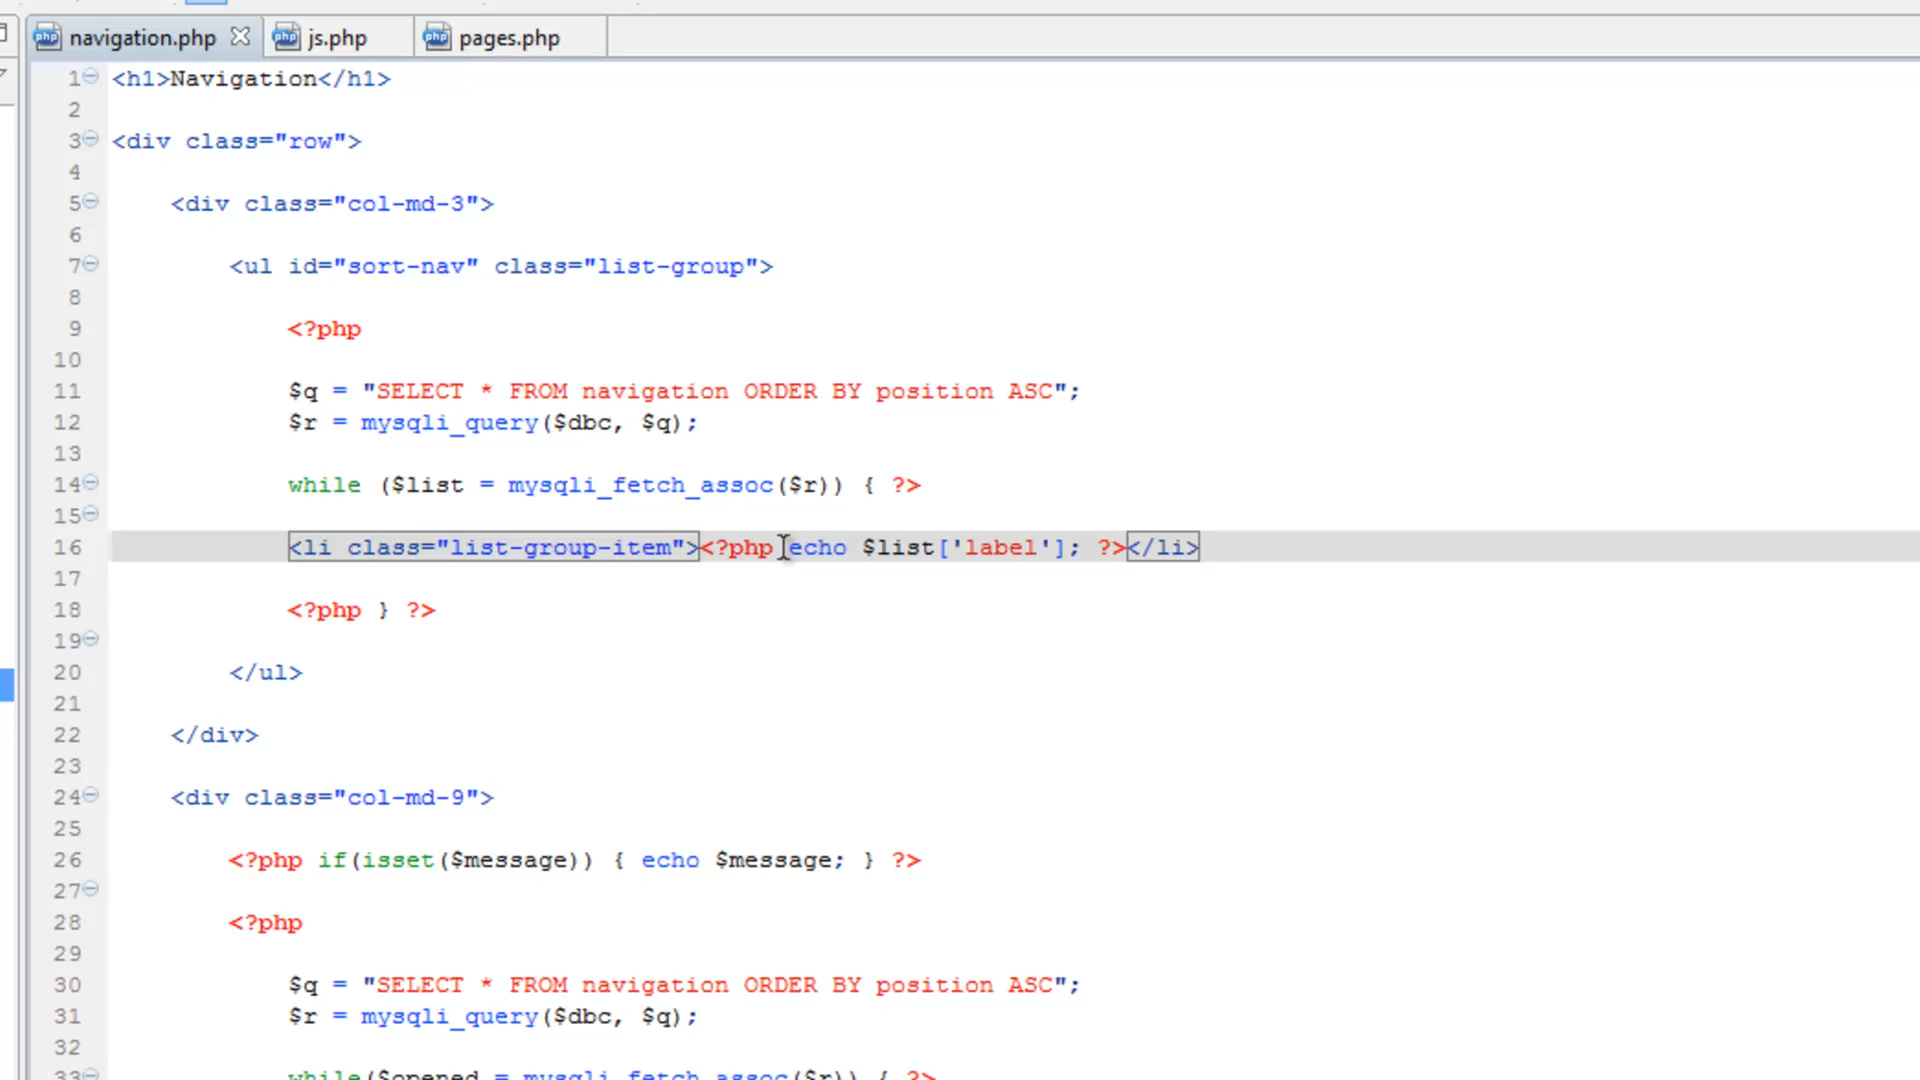 navigation.php js.php pages.php
1 <h1>Navigation</h1>
2
3 <div class="row">
4
5 <div class="col-md-3">
6
7 <ul id="sort-nav" class="list-group">
8
9 <?php
10
11 $q = "SELECT * FROM navigation ORDER BY position ASC";
12 $r = mysqli_query($dbc, $q);
13
14 while ($list = mysqli_fetch_assoc($r)) { ?>
15
16 <li class="list-group-item"><?php echo $list['label']; ?></li>
17
18 <?php } ?>
19
20 </ul>
21
22 </div>
23
24 <div class="col-md-9">
25
26 <?php if(isset($message)) { echo $message; } ?>
27
28 <?php
29
30 $q = "SELECT * FROM navigation ORDER BY position ASC";
31 $r = mysqli_query($dbc, $q);
32
33 while($opened = mysqli_fetch_assoc($r)) { ?>